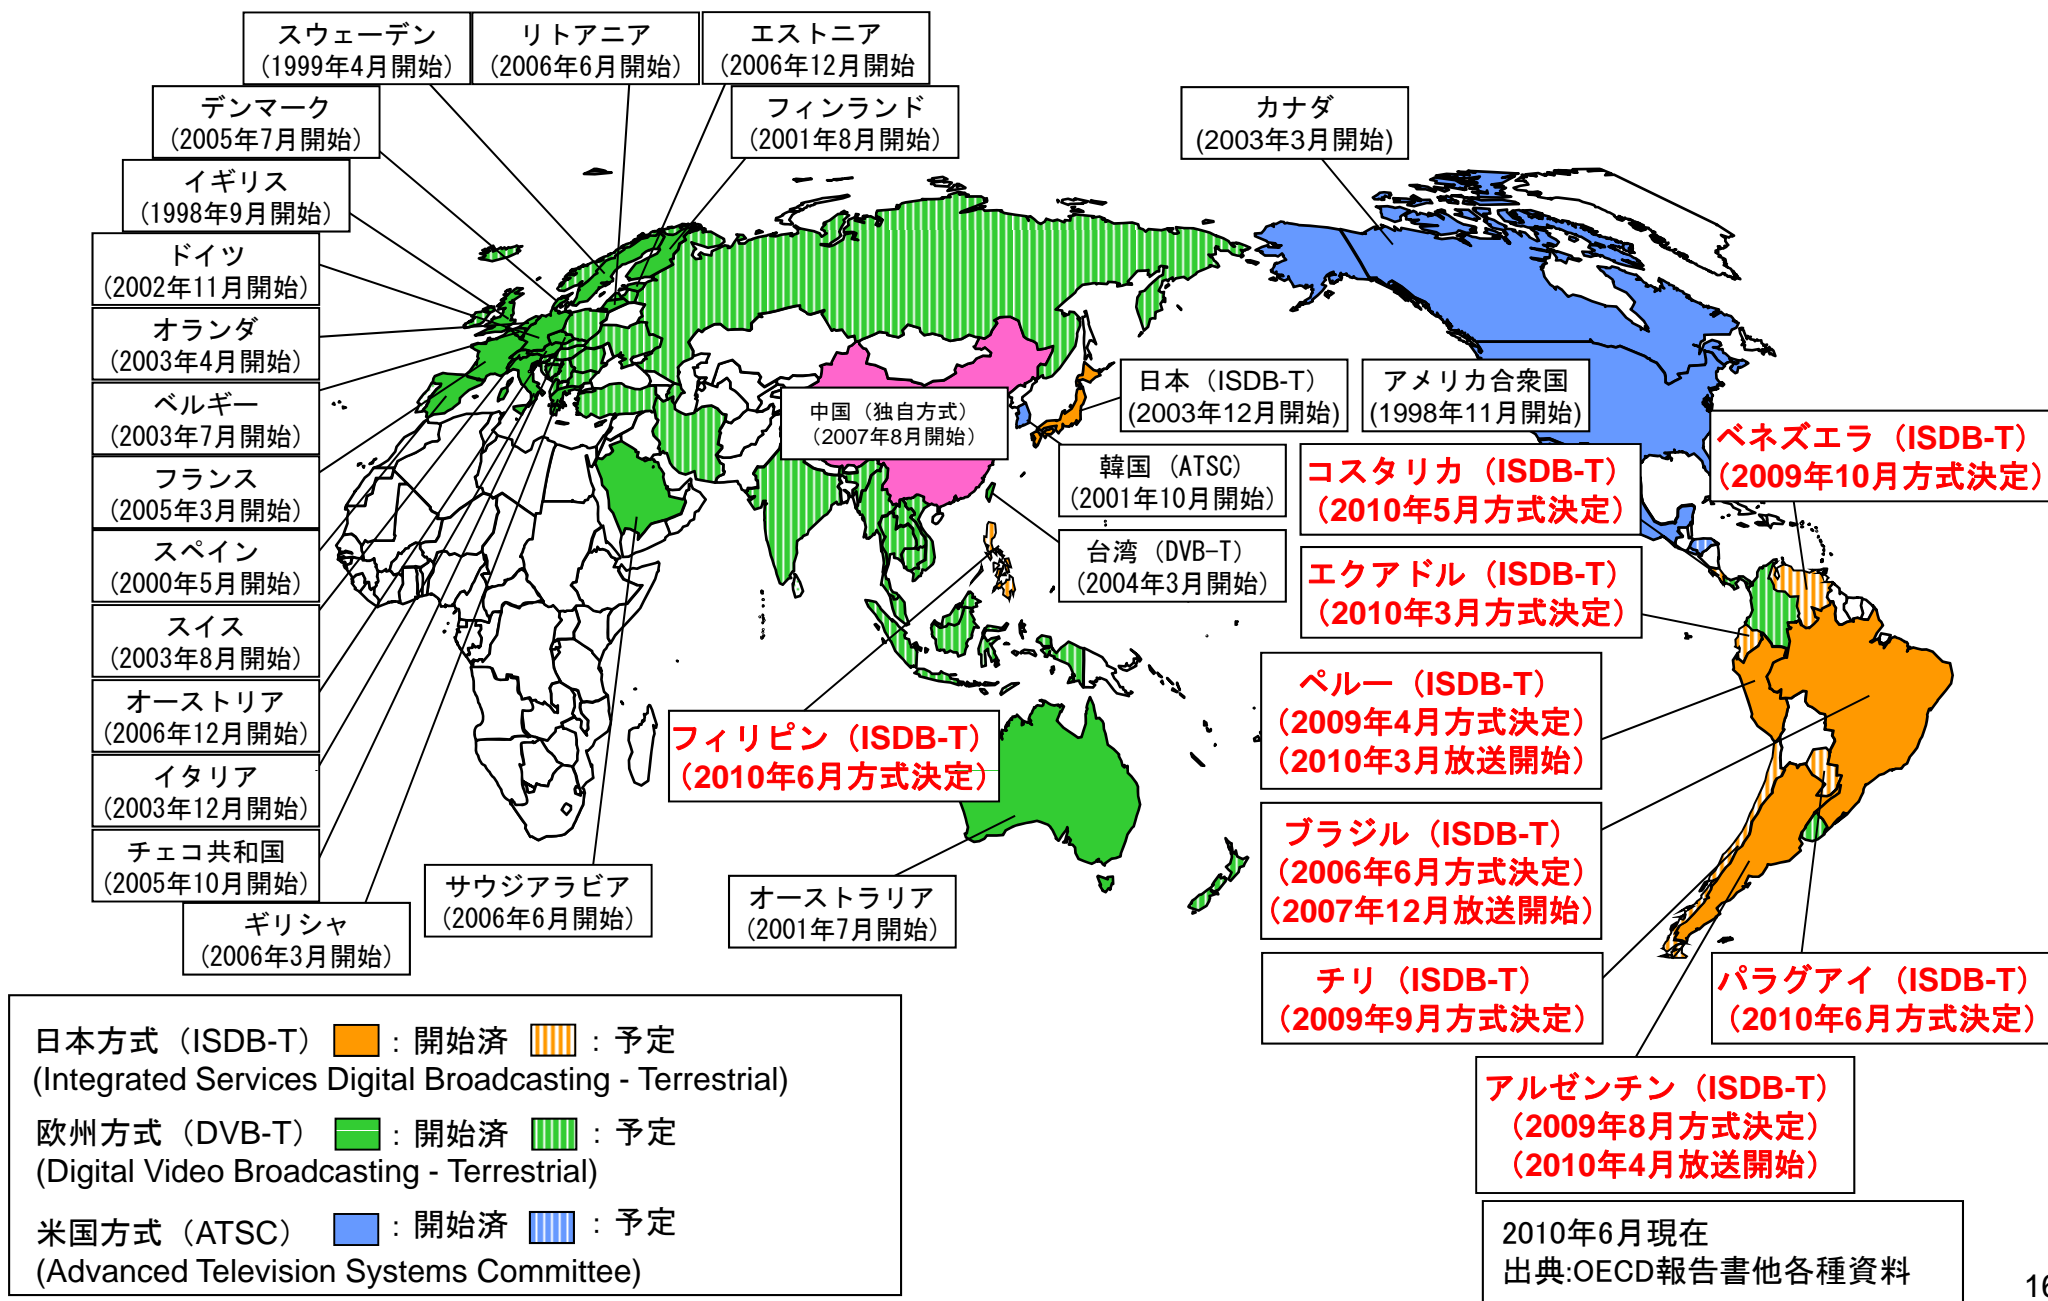 スウェーデン
(1999年4月開始)
リトアニア
(2006年6月開始)
エストニア
(2006年12月開始
デンマーク
(2005年7月開始)
フィンランド
(2001年8月開始)
カナダ
(2003年3月開始)
イギリス
(1998年9月開始)
ドイツ
(2002年11月開始)
オランダ
(2003年4月開始)
ベルギー
(2003年7月開始)
フランス
(2005年3月開始)
スペイン
(2000年5月開始)
スイス
(2003年8月開始)
オーストリア
(2006年12月開始)
イタリア
(2003年12月開始)
チェコ共和国
(2005年10月開始)
ギリシャ
(2006年3月開始)
サウジアラビア
(2006年6月開始)
オーストラリア
(2001年7月開始)
中国（独自方式）
（2007年8月開始）
日本（ISDB-T）
(2003年12月開始)
アメリカ合衆国
(1998年11月開始)
韓国（ATSC）
(2001年10月開始)
台湾（DVB-T）
(2004年3月開始)
フィリピン（ISDB-T）
（2010年6月方式決定）
ベネズエラ（ISDB-T）
（2009年10月方式決定）
コスタリカ（ISDB-T）
（2010年5月方式決定）
エクアドル（ISDB-T）
（2010年3月方式決定）
ペルー（ISDB-T）
（2009年4月方式決定）
（2010年3月放送開始）
ブラジル（ISDB-T）
（2006年6月方式決定）
（2007年12月放送開始）
チリ（ISDB-T）
（2009年9月方式決定）
パラグアイ（ISDB-T）
（2010年6月方式決定）
アルゼンチン（ISDB-T）
（2009年8月方式決定）
（2010年4月放送開始）
日本方式（ISDB-T）：開始済 ：予定
(Integrated Services Digital Broadcasting - Terrestrial)
欧州方式（DVB-T）：開始済 ：予定
(Digital Video Broadcasting - Terrestrial)
米国方式（ATSC）：開始済 ：予定
(Advanced Television Systems Committee)
2010年6月現在
出典:OECD報告書他各種資料
16